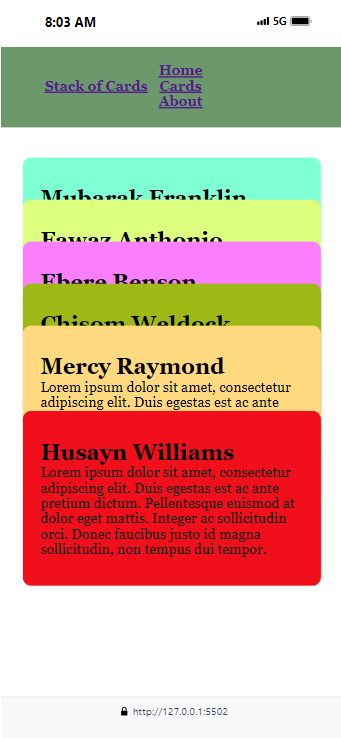 8:03 AM
5G
Home
Stack of Cards Cards
About
Mubarak Franklin
Fawaz Anthonio
Ebere Benson
Chisom Weldock
Mercy Raymond
Lorem ipsum dolor sit amet, consectetur
adipiscing elit. Duis egestas est ac ante
Husayn Williams
Lorem ipsum dolor sit amet, consectetur
adipiscing elit. Duis egestas est ac ante
pretium dictum. Pellentesque euismod at
dolor eget mattis. Integer ac sollicitudin
orci. Donec faucibus justo id magna
sollicitudin, non tempus dui tempor.
http://127.0.0.1:5502